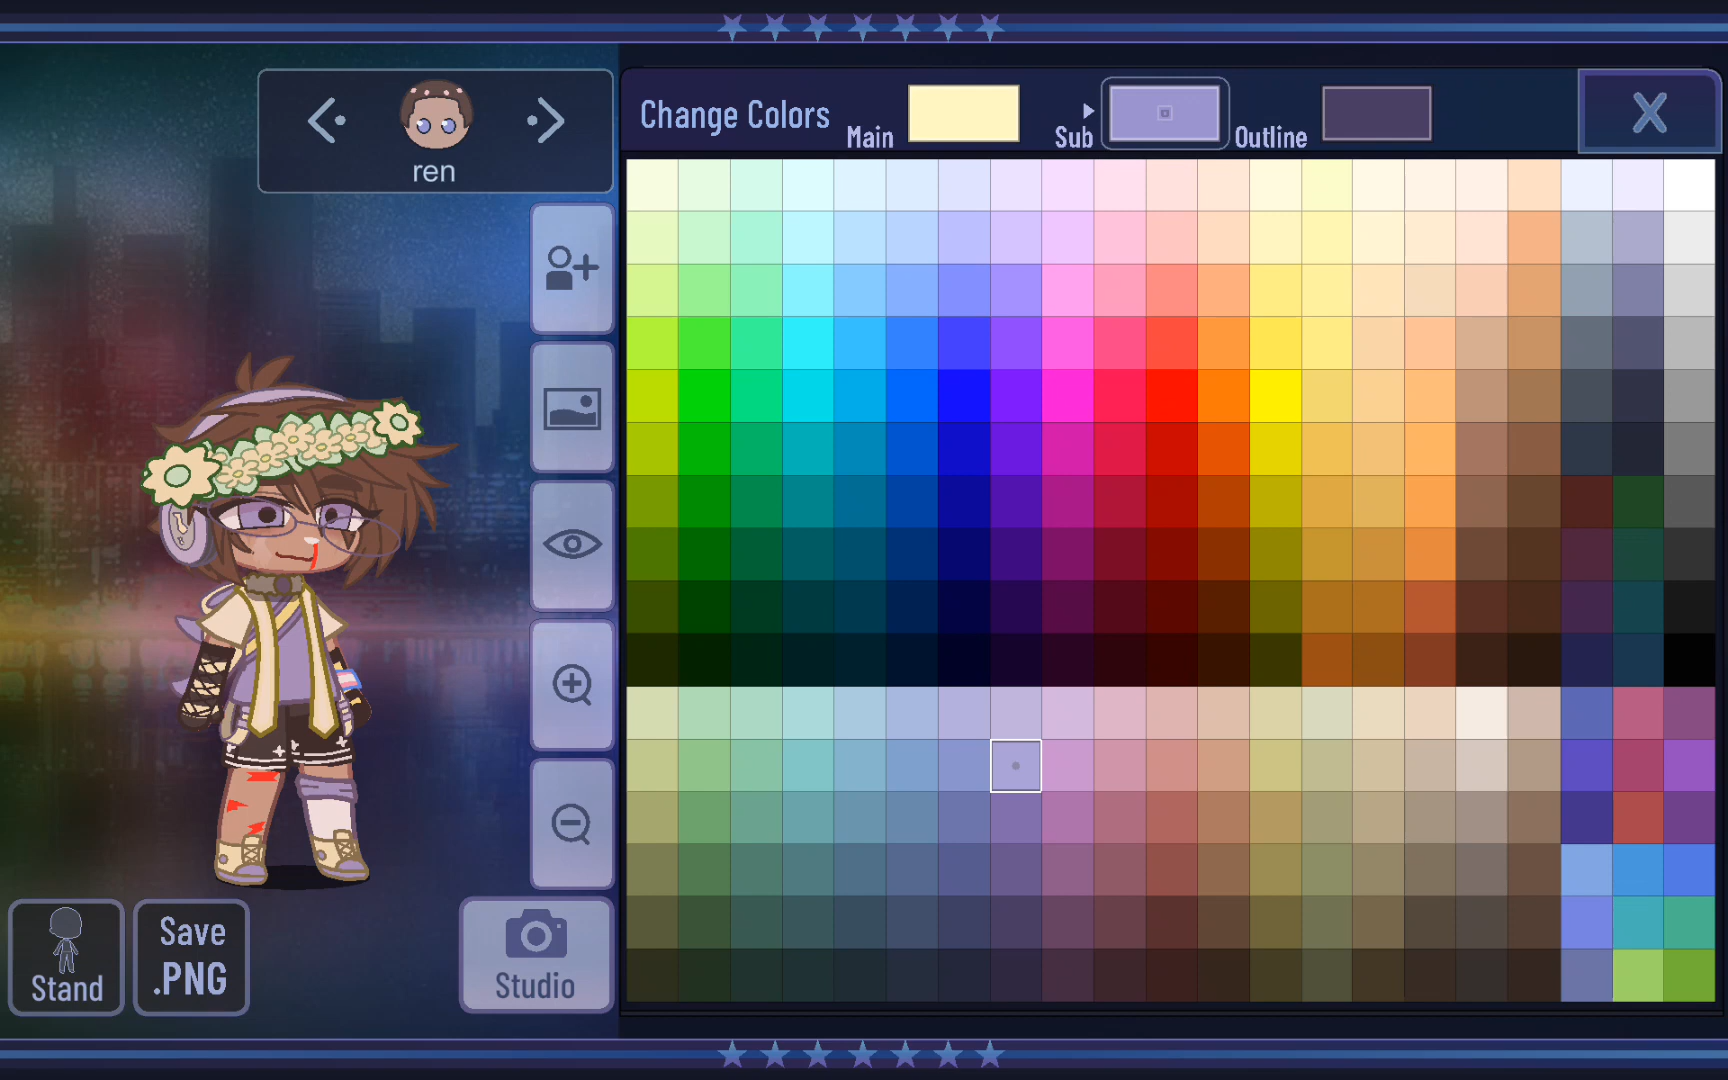 ren
Change Colors
Main
Sub
Outline
X
Stand
Save
.PNG
Studio